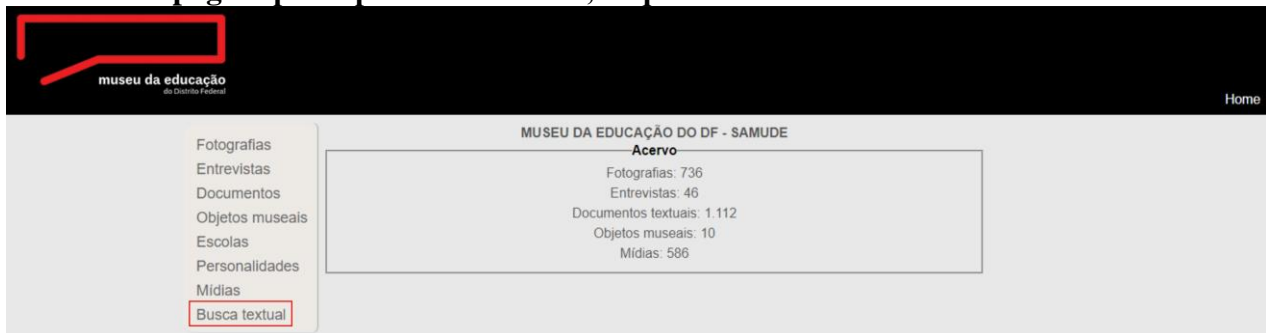 museu da educação
do Distrito Federal
Home
Fotografias
Entrevistas
Documentos
Objetos museais
Escolas
Personalidades
Mídias
Busca textual
MUSEU DA EDUCAÇÃO DO DF - SAMUDE
Acervo
Fotografias: 736
Entrevistas: 46
Documentos textuais: 1.112
Objetos museais: 10
Mídias: 586